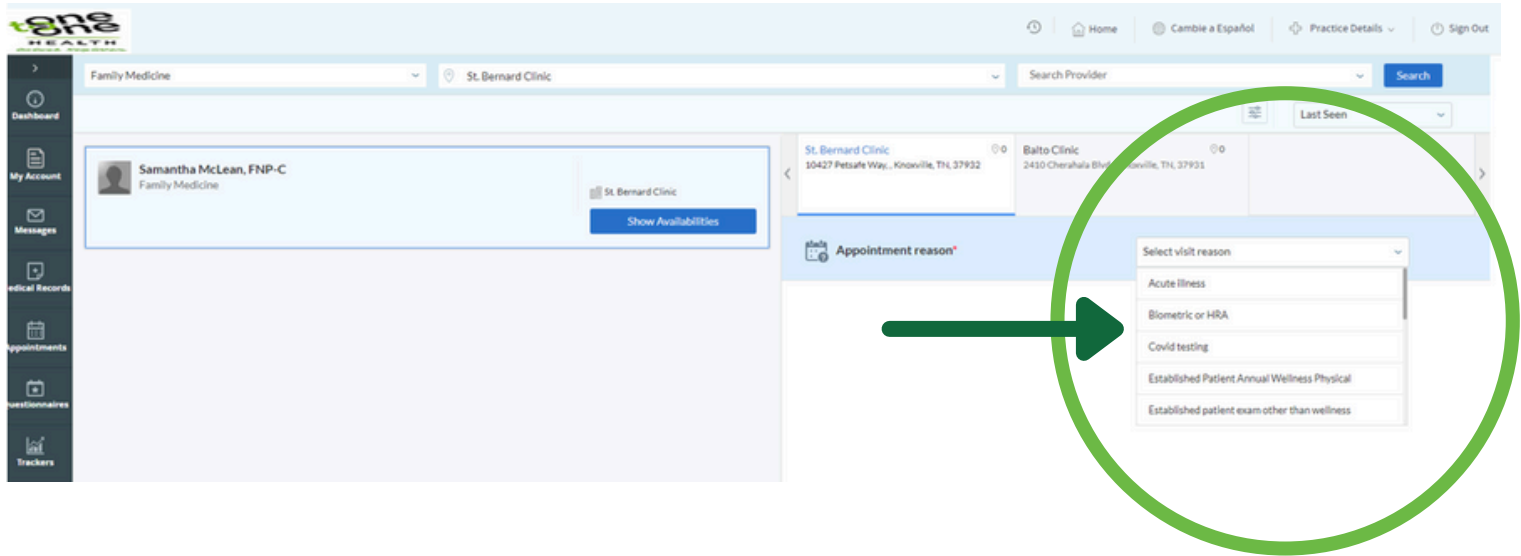 one
to one
HEALTH
Home
Cambie a Español
Practice Details
Sign Out
Family Medicine
St. Bernard Clinic
Search Provider
Search
Dashboard
Last Seen
My Account
Messages
edical Records
ppointments
uestionnaires
Trackers
Samantha McLean, FNP-C
Family Medicine
St. Bernard Clinic
Show Availabilities
St. Bernard Clinic
0
10427 Petsafe Way, , Knoxville, TN, 37932
Balto Clinic
0
2410 Cherahala Blvd, xville, TN, 37931
Appointment reason*
Select visit reason
Acute illness
Biometric or HRA
Covid testing
Established Patient Annual Wellness Physical
Established patient exam other than wellness